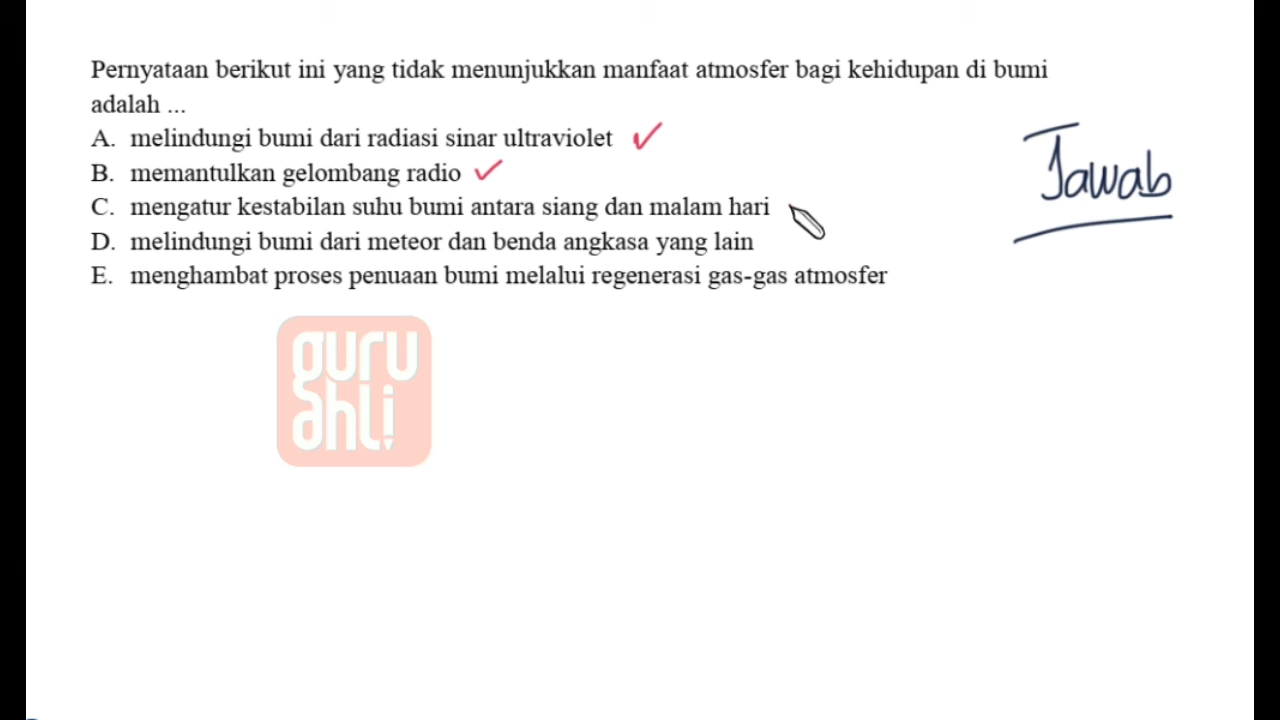 Pernyataan berikut ini yang tidak menunjukkan manfaat atmosfer bagi kehidupan di bumi
adalah ...
A. melindungi bumi dari radiasi sinar ultraviolet
B. memantulkan gelombang radio
C. mengatur kestabilan suhu bumi antara siang dan malam hari
D. melindungi bumi dari meteor dan benda angkasa yang lain
E. menghambat proses penuaan bumi melalui regenerasi gas-gas atmosfer
Jawab
guru
ahli